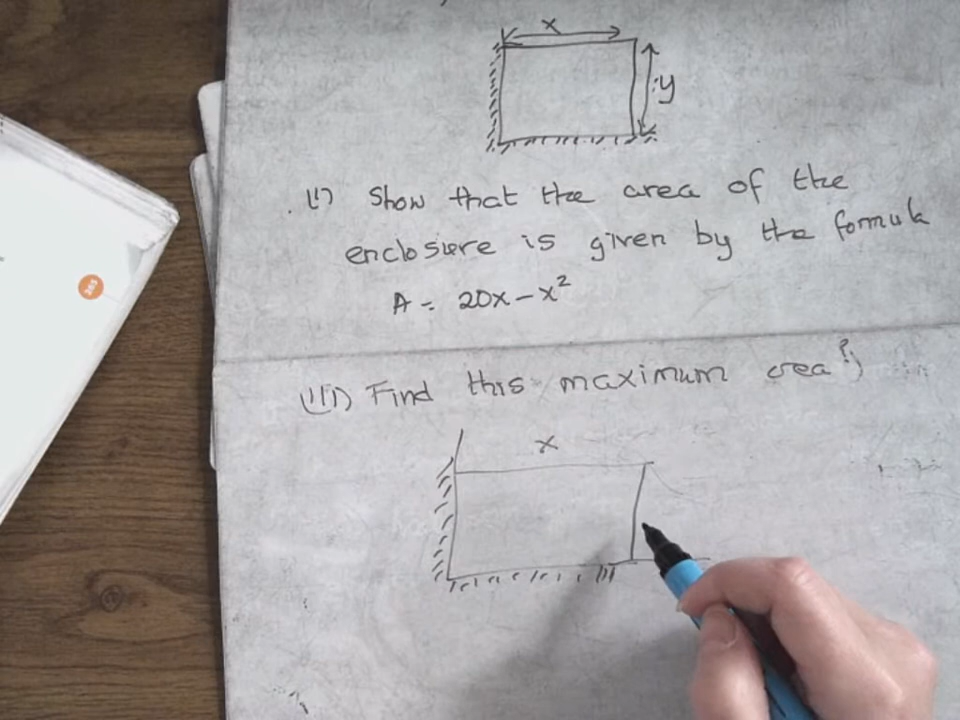 x
y
(i) Show that the area of the
enclosure is given by the formula
A = 20x - x²
(iii) Find this maximum area?
x